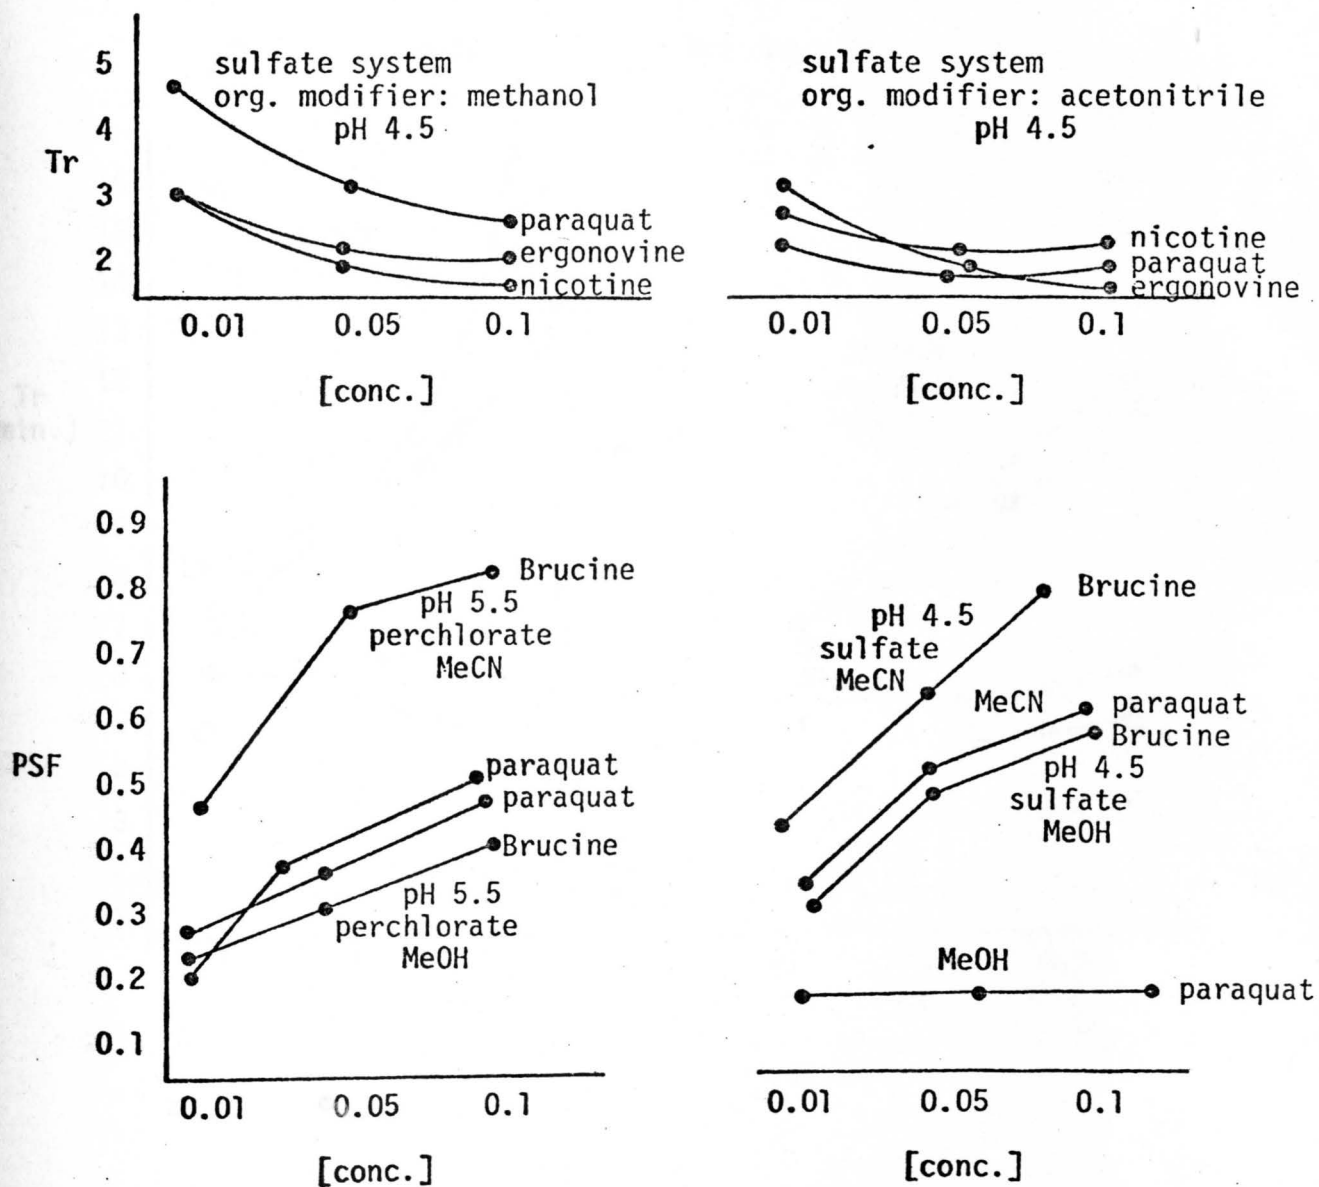 5
4
Tr
3
2
sulfate system
org. modifier: methanol
pH 4.5
paraquat
ergonovine
nicotine
0.01 0.05 0.1
[conc.]
sulfate system
org. modifier: acetonitrile
pH 4.5
nicotine
paraquat
ergonovine
0.01 0.05 0.1
[conc.]
0.9
0.8
0.7
0.6
PSF
0.5
0.4
0.3
0.2
0.1
Brucine
pH 5.5
perchlorate
MeCN
paraquat
paraquat
Brucine
pH 5.5
perchlorate
MeOH
0.01 0.05 0.1
[conc.]
Brucine
pH 4.5
sulfate
MeCN
MeCN
paraquat
Brucine
pH 4.5
sulfate
MeOH
MeOH
paraquat
0.01 0.05 0.1
[conc.]
Tr